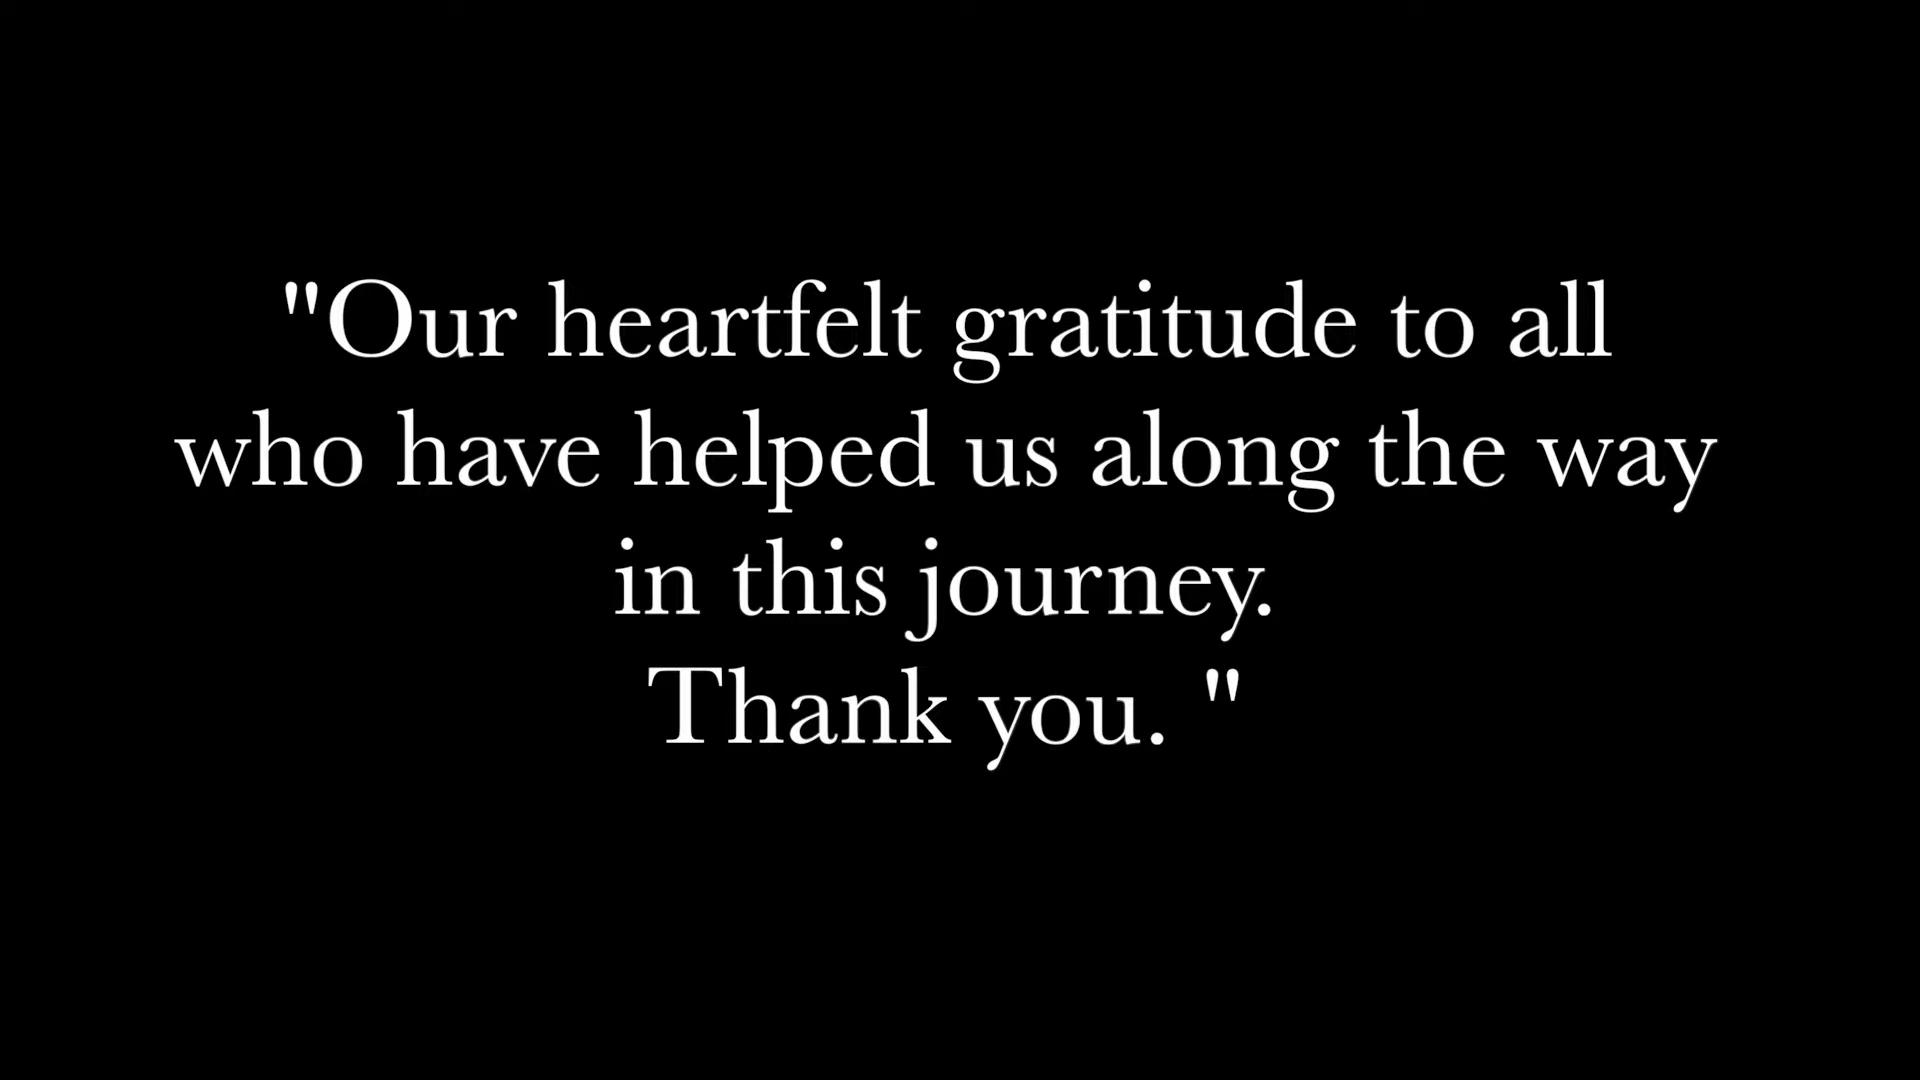 "Our heartfelt gratitude to all
who have helped us along the way
in this journey.
Thank you. "